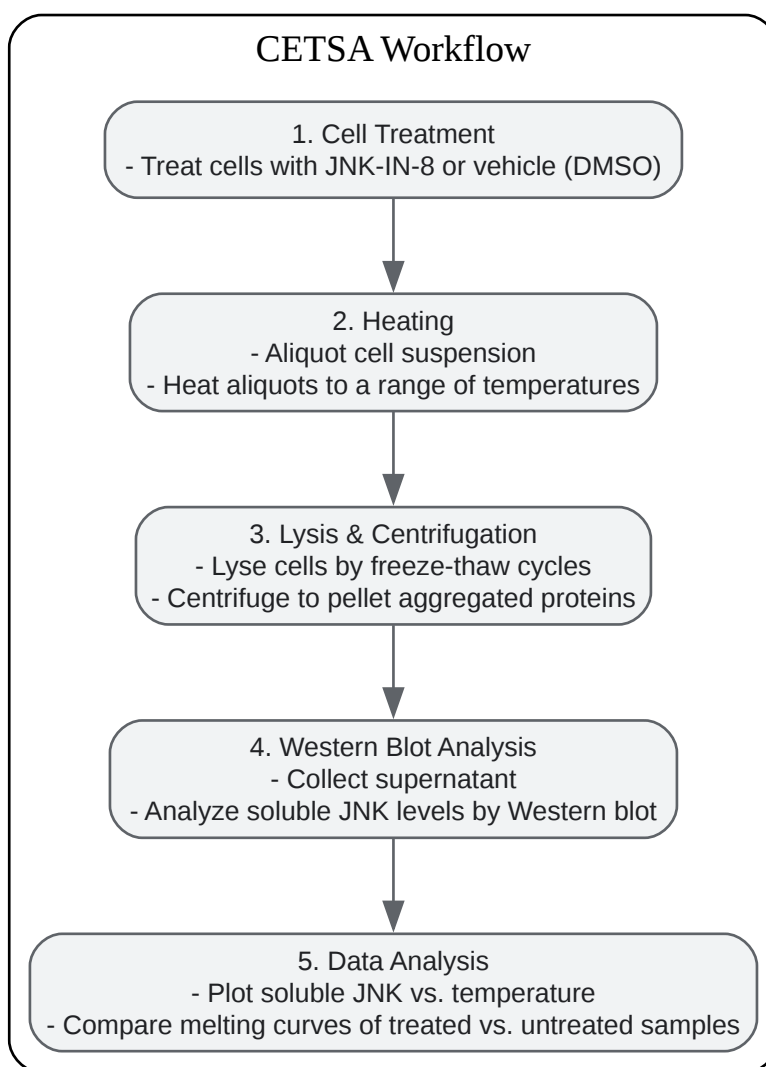 CETSA Workflow
1. Cell Treatment
- Treat cells with JNK-IN-8 or vehicle (DMSO)
2. Heating
- Aliquot cell suspension
- Heat aliquots to a range of temperatures
3. Lysis & Centrifugation
- Lyse cells by freeze-thaw cycles
- Centrifuge to pellet aggregated proteins
4. Western Blot Analysis
- Collect supernatant
- Analyze soluble JNK levels by Western blot
5. Data Analysis
- Plot soluble JNK vs. temperature
- Compare melting curves of treated vs. untreated samples